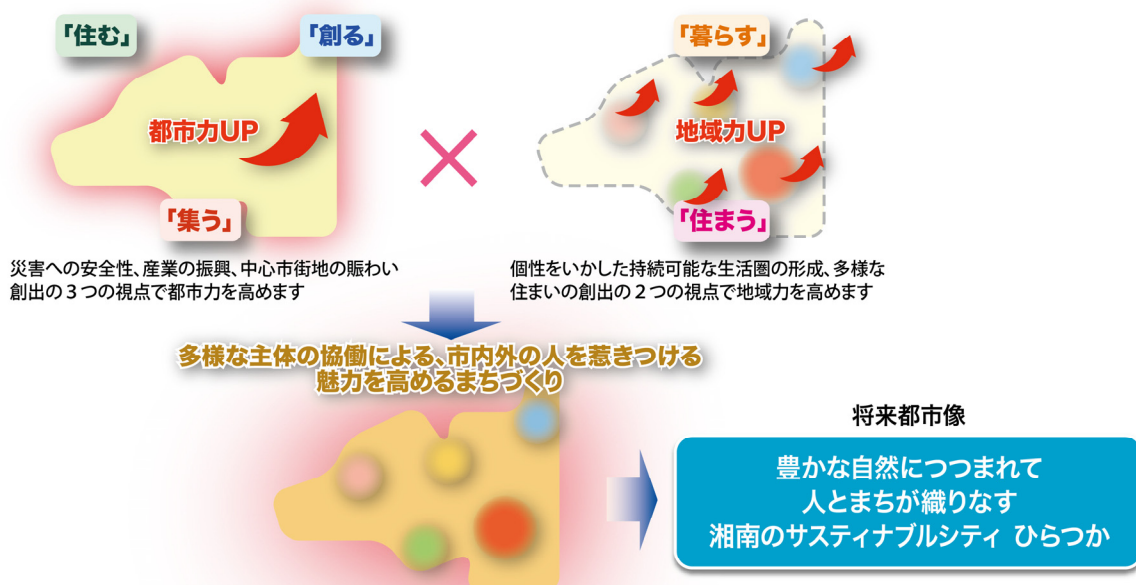 「住む」
「創る」
都市力UP
「集う」
災害への安全性、産業の振興、中心市街地の賑わい
創出の3つの視点で都市力を高めます
「暮らす」
地域力UP
「住まう」
個性をいかした持続可能な生活圏の形成、多様な
住まいの創出の2つの視点で地域力を高めます
多様な主体の協働による、市内外の人を惹きつける
魅力を高めるまちづくり
将来都市像
豊かな自然につつまれて
人とまちが織りなす
湘南のサスティナブルシティ ひらつか